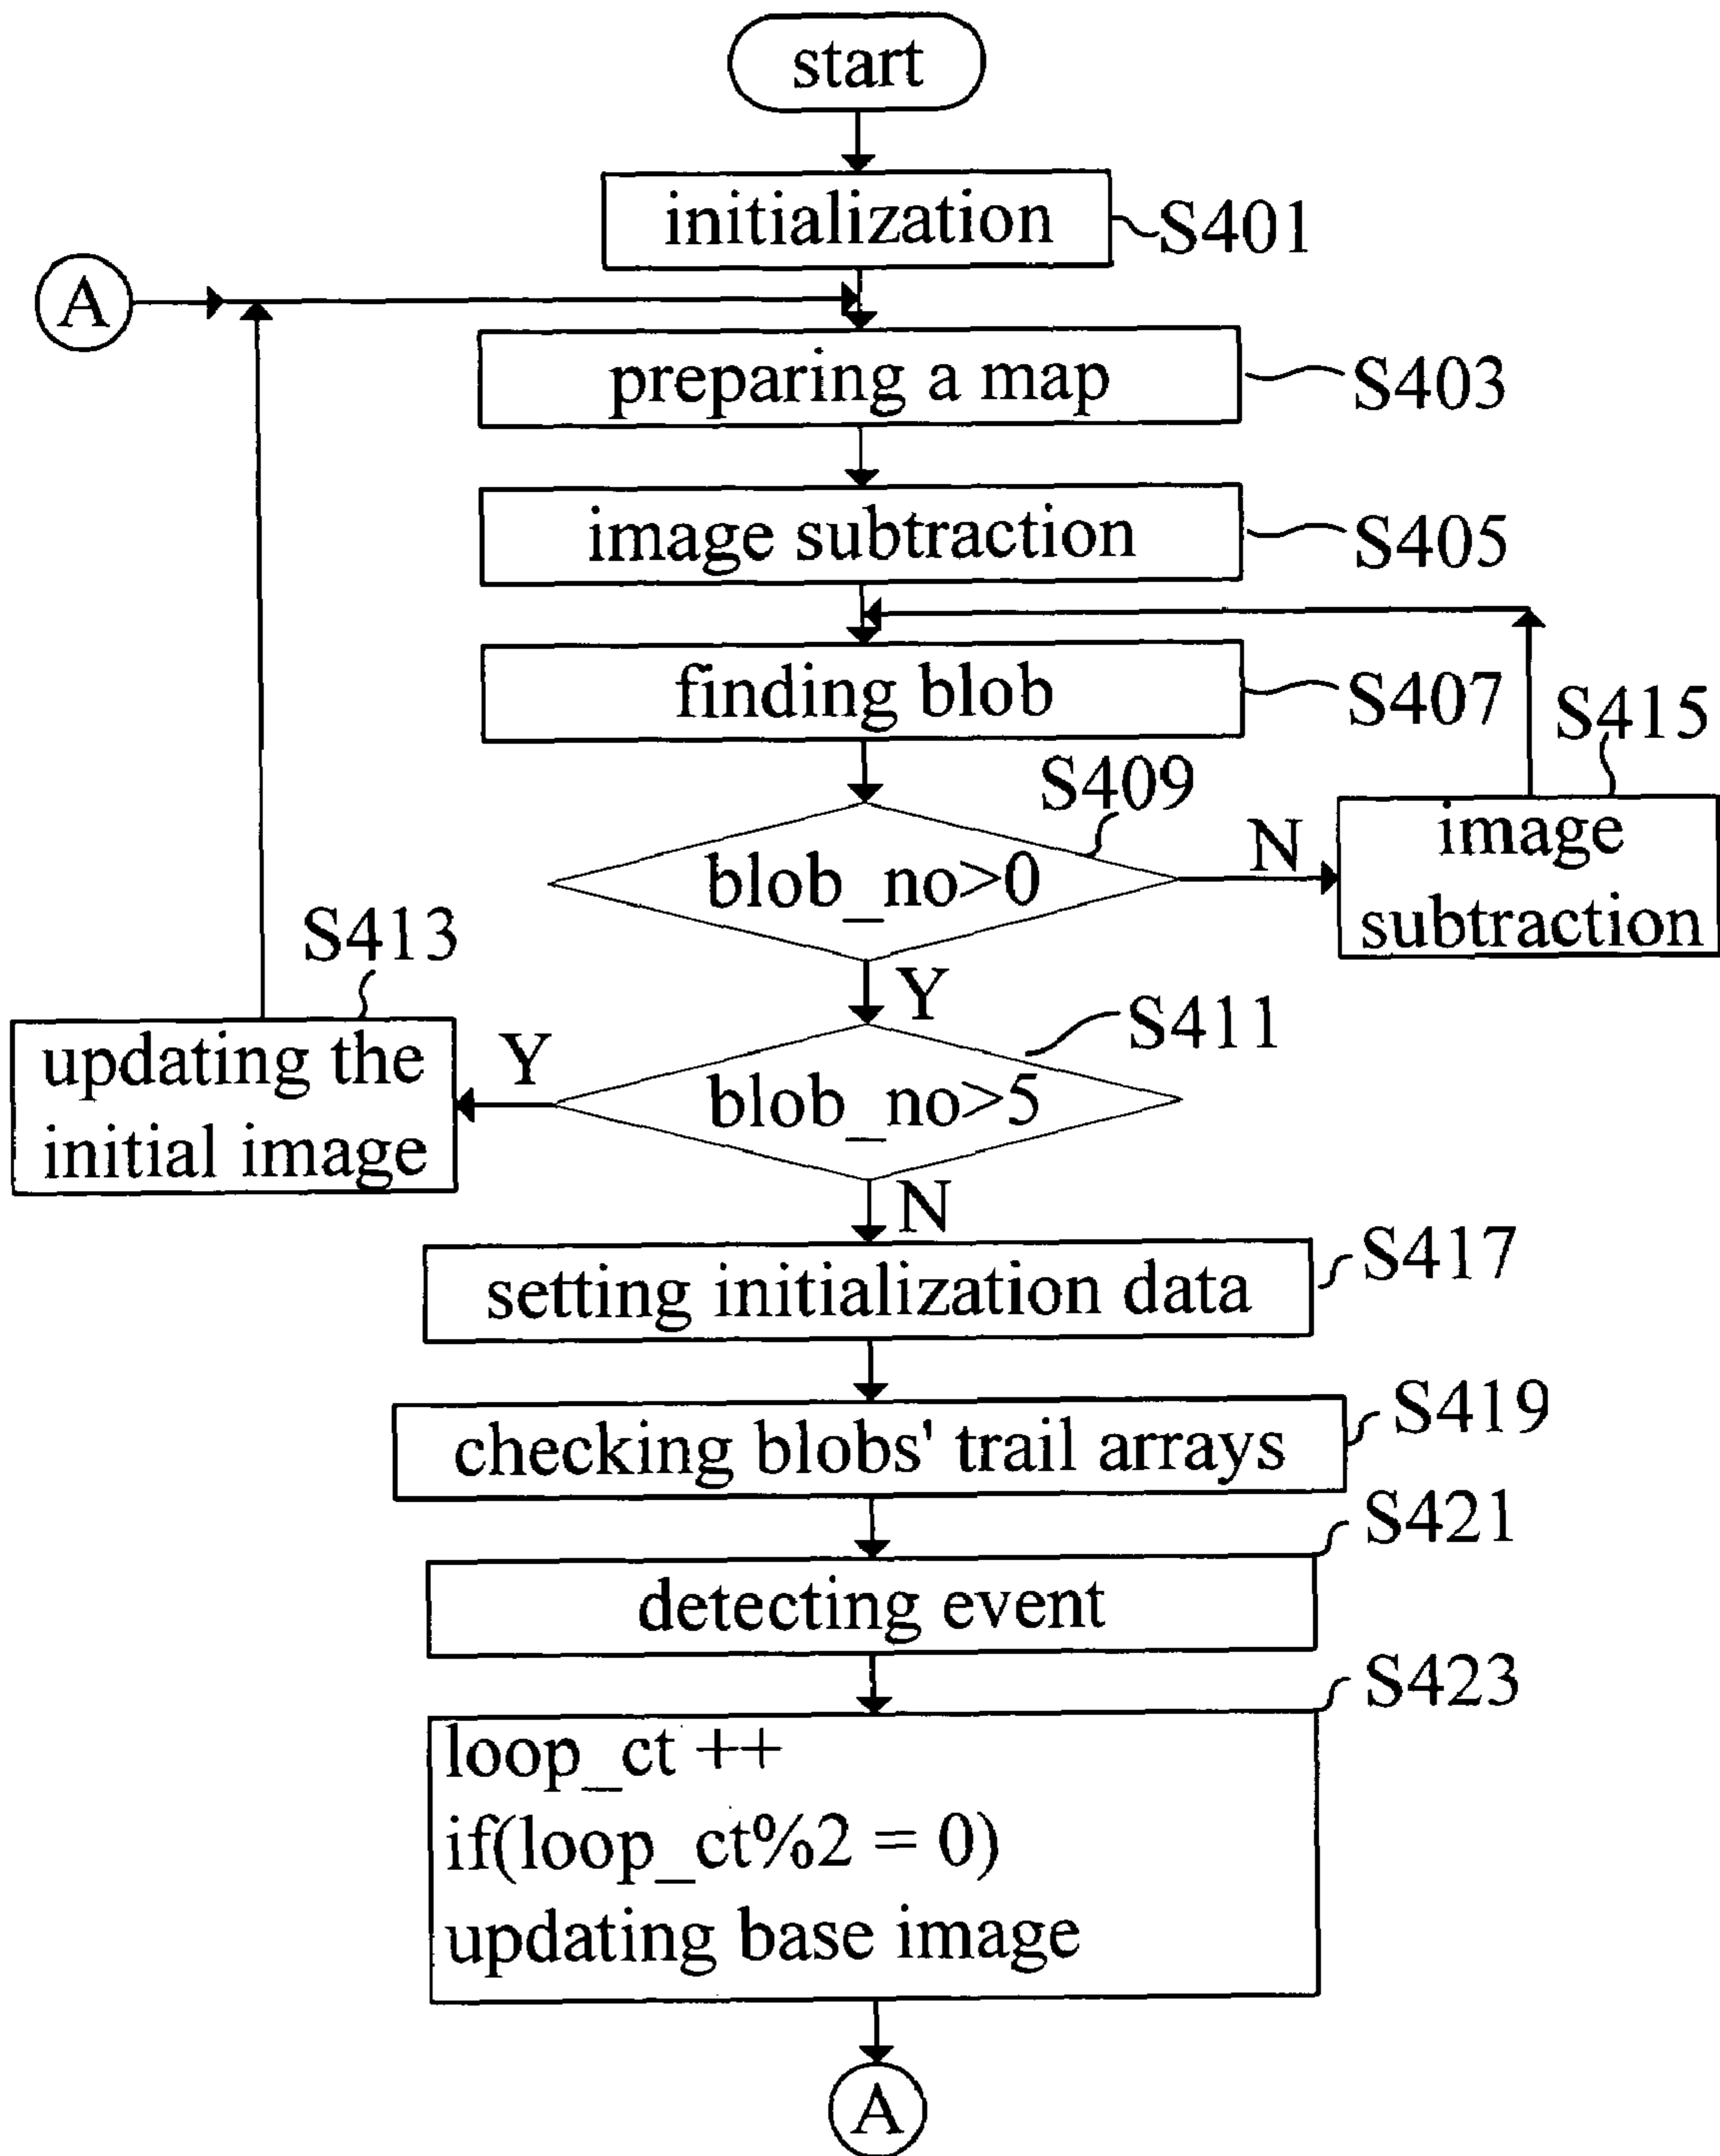 start
initialization
S401
A
preparing a map
S403
image subtraction
S405
finding blob
S407
S415
S409
blob_no>0
N
image
subtraction
S413
Y
S411
updating the
initial image
Y
blob_no>5
N
S417
setting initialization data
S419
checking blobs' trail arrays
S421
detecting event
S423
loop_ct ++
if(loop_ct%2 = 0)
updating base image
A